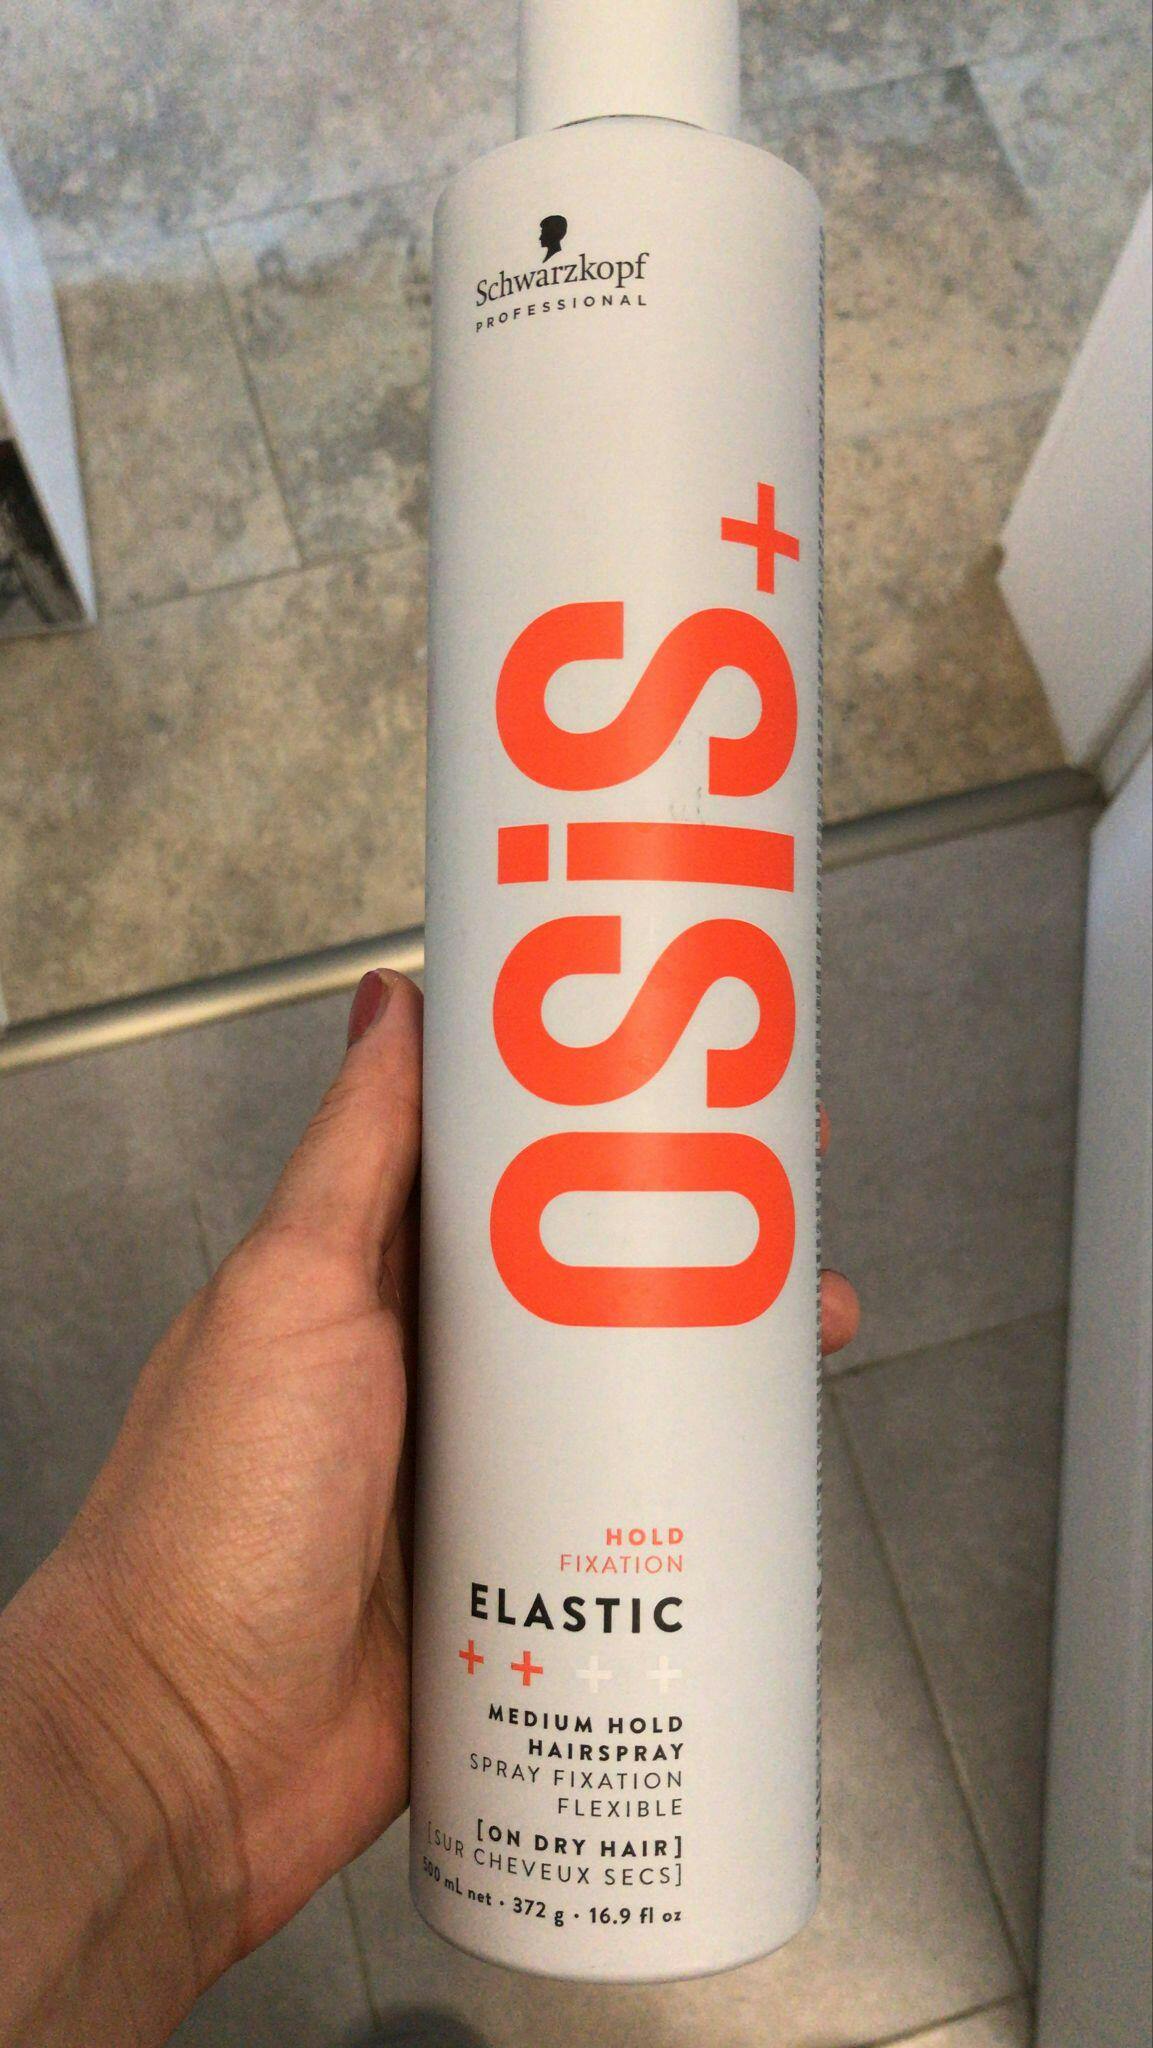 Schwarzkopf
PROFESSIONAL
OSiS+
HOLD
FIXATION
ELASTIC
++++
MEDIUM HOLD
HAIRSPRAY
SPRAY FIXATION
FLEXIBLE
[ON DRY HAIR]
[SUR CHEVEUX SECS]
500 mL net · 372 g · 16.9 fl oz